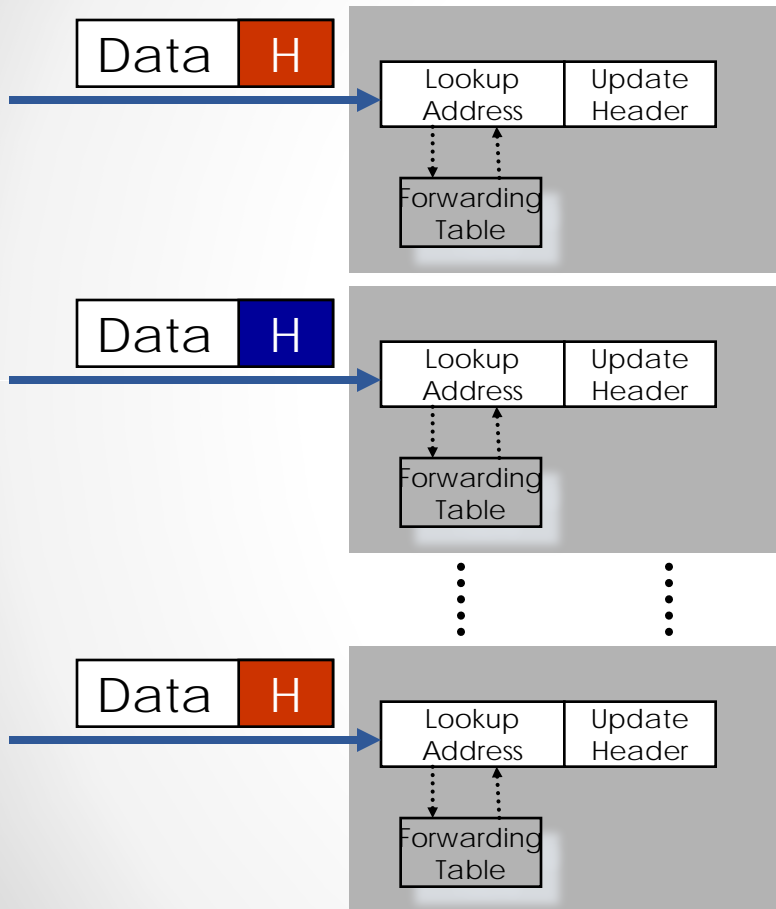 Data H
Lookup Update
Address Header
Forwarding
Table
Data H
Lookup Update
Address Header
Forwarding
Table
Data H
Lookup Update
Address Header
Forwarding
Table